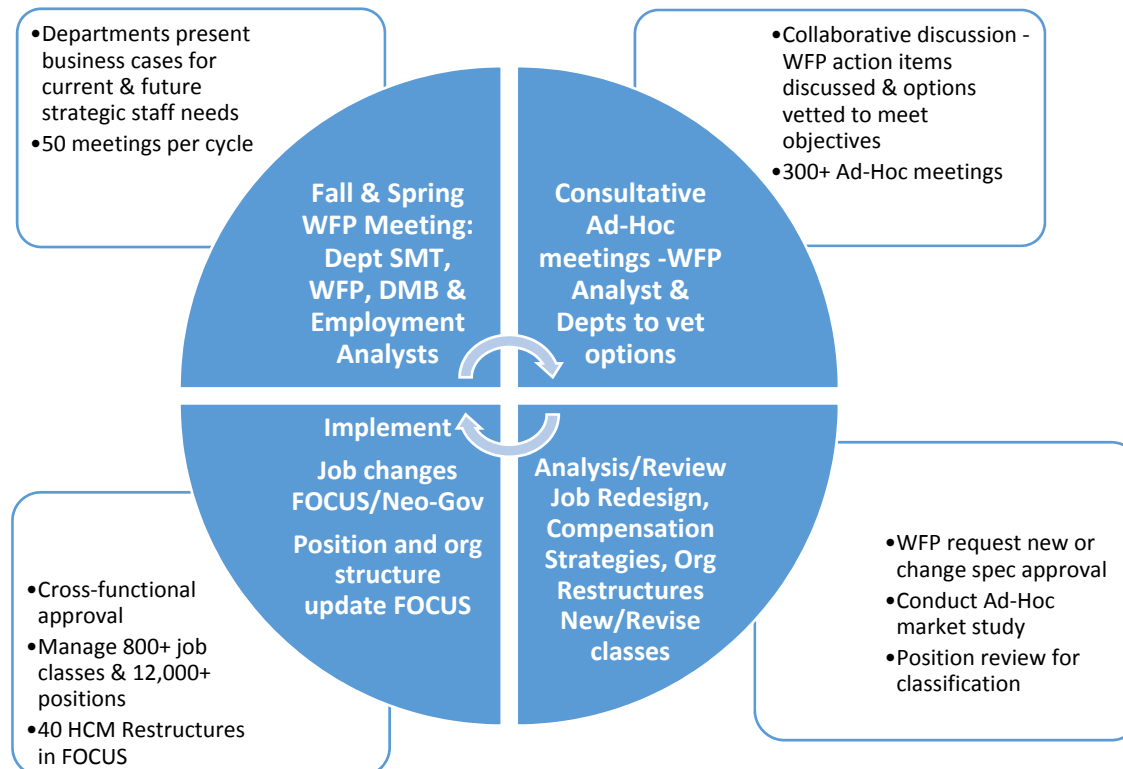 •Departments present
business cases for
current & future
strategic staff needs
•50 meetings per cycle
•Collaborative discussion -
WFP action items
discussed & options
vetted to meet
objectives
•300+ Ad-Hoc meetings
Fall & Spring
WFP Meeting:
Dept SMT,
WFP, DMB &
Employment
Analysts
Consultative
Ad-Hoc
meetings -WFP
Analyst &
Depts to vet
options
Implement
Job changes
FOCUS/Neo-Gov
Position and org
structure
update FOCUS
Analysis/Review
Job Redesign,
Compensation
Strategies, Org
Restructures
New/Revise
classes
•Cross-functional
approval
•Manage 800+ job
classes & 12,000+
positions
•40 HCM Restructures
in FOCUS
•WFP request new or
change spec approval
•Conduct Ad-Hoc
market study
•Position review for
classification